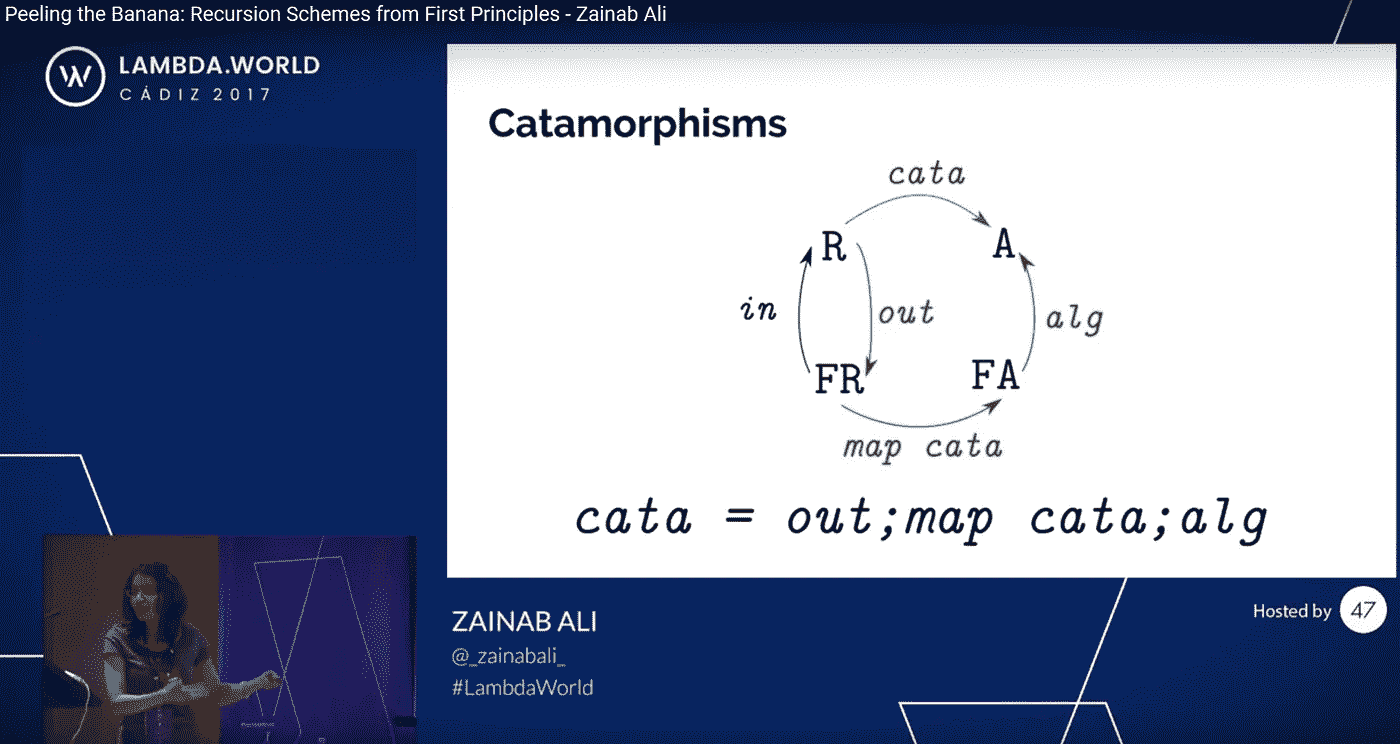 Peeling the Banana: Recursion Schemes from First Principles - Zainab Ali
LAMBDA.WORLD
CÁDIZ 2017
Catamorphisms
cata
R
A
in
out
alg
FR
FA
map cata
cata = out;map cata;alg
ZAINAB ALI
@_zainabali_
#LambdaWorld
Hosted by 47